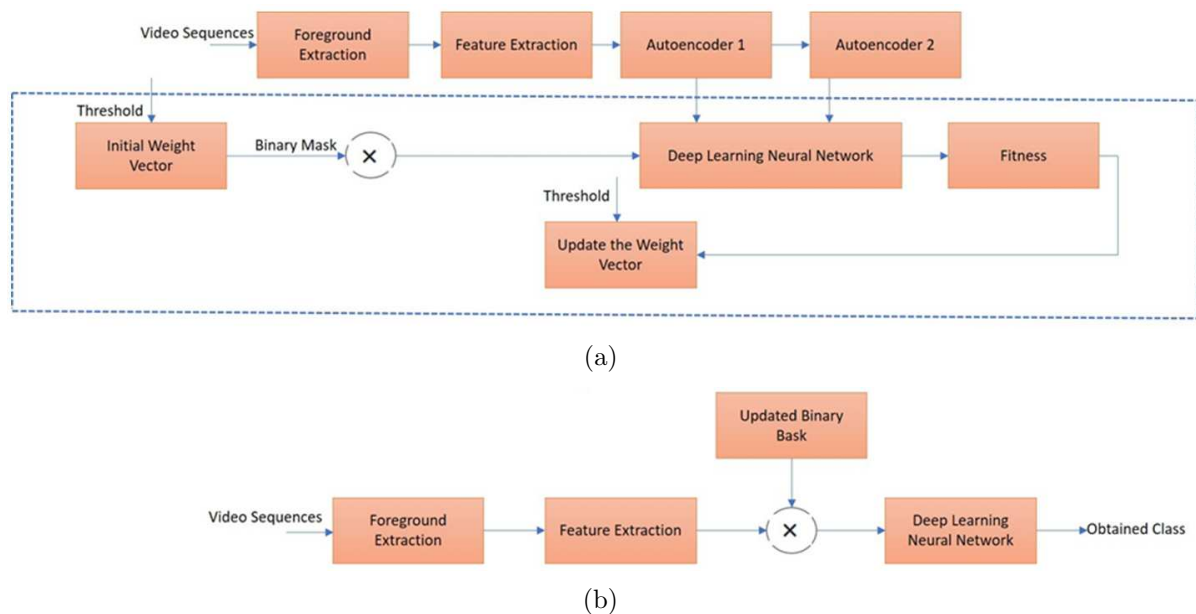 Video Sequences
Foreground
Extraction
Feature Extraction
Autoencoder 1
Autoencoder 2
Threshold
Initial Weight
Vector
Binary Mask
×
Deep Learning Neural Network
Fitness
Threshold
Update the Weight
Vector
(a)
Updated Binary
Bask
Video Sequences
Foreground
Extraction
Feature Extraction
×
Deep Learning
Neural Network
Obtained Class
(b)